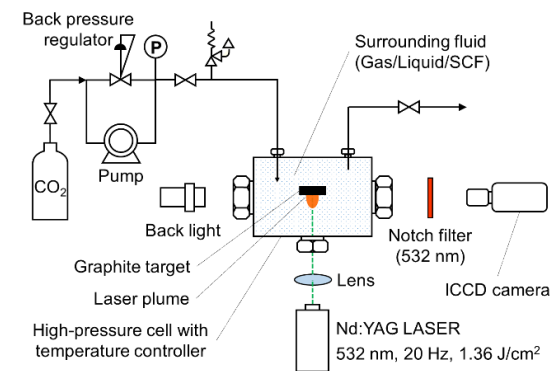 Back pressure
regulator
P
Surrounding fluid
(Gas/Liquid/SCF)
CO2
Pump
Back light
Notch filter
(532 nm)
Graphite target
Laser plume
Lens
ICCD camera
High-pressure cell with
temperature controller
Nd:YAG LASER
532 nm, 20 Hz, 1.36 J/cm²